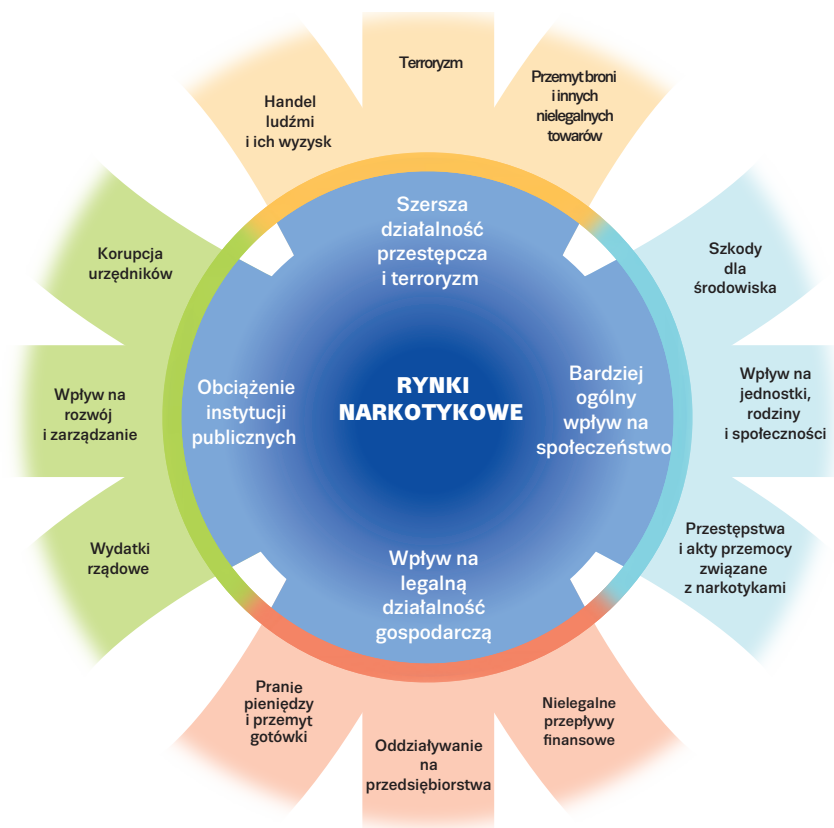 Terroryzm
Przemyt broni
i innych
nielegalnych
towarów
Handel
ludźmi
i ich wyzysk
Szersza
działalność
przestępcza
i terroryzm
Korupcja
urzędników
Szkody
dla
środowiska
RYNKI
NARKOTYKOWE
Obciążenie
instytucji
publicznych
Bardziej
ogólny
wpływ na
społeczeństwo
Wpływ na
rozwój
i zarządzanie
Wpływ na
jednostki,
rodziny
i społeczności
Wydatki
rządowe
Przestępstwa
i akty przemocy
związane
z narkotykami
Wpływ na
legalną
działalność
gospodarczą
Pranie
pieniędzy
i przemyt
gotówki
Oddziaływanie
na
przedsiębiorstwa
Nielegalne
przepływy
finansowe